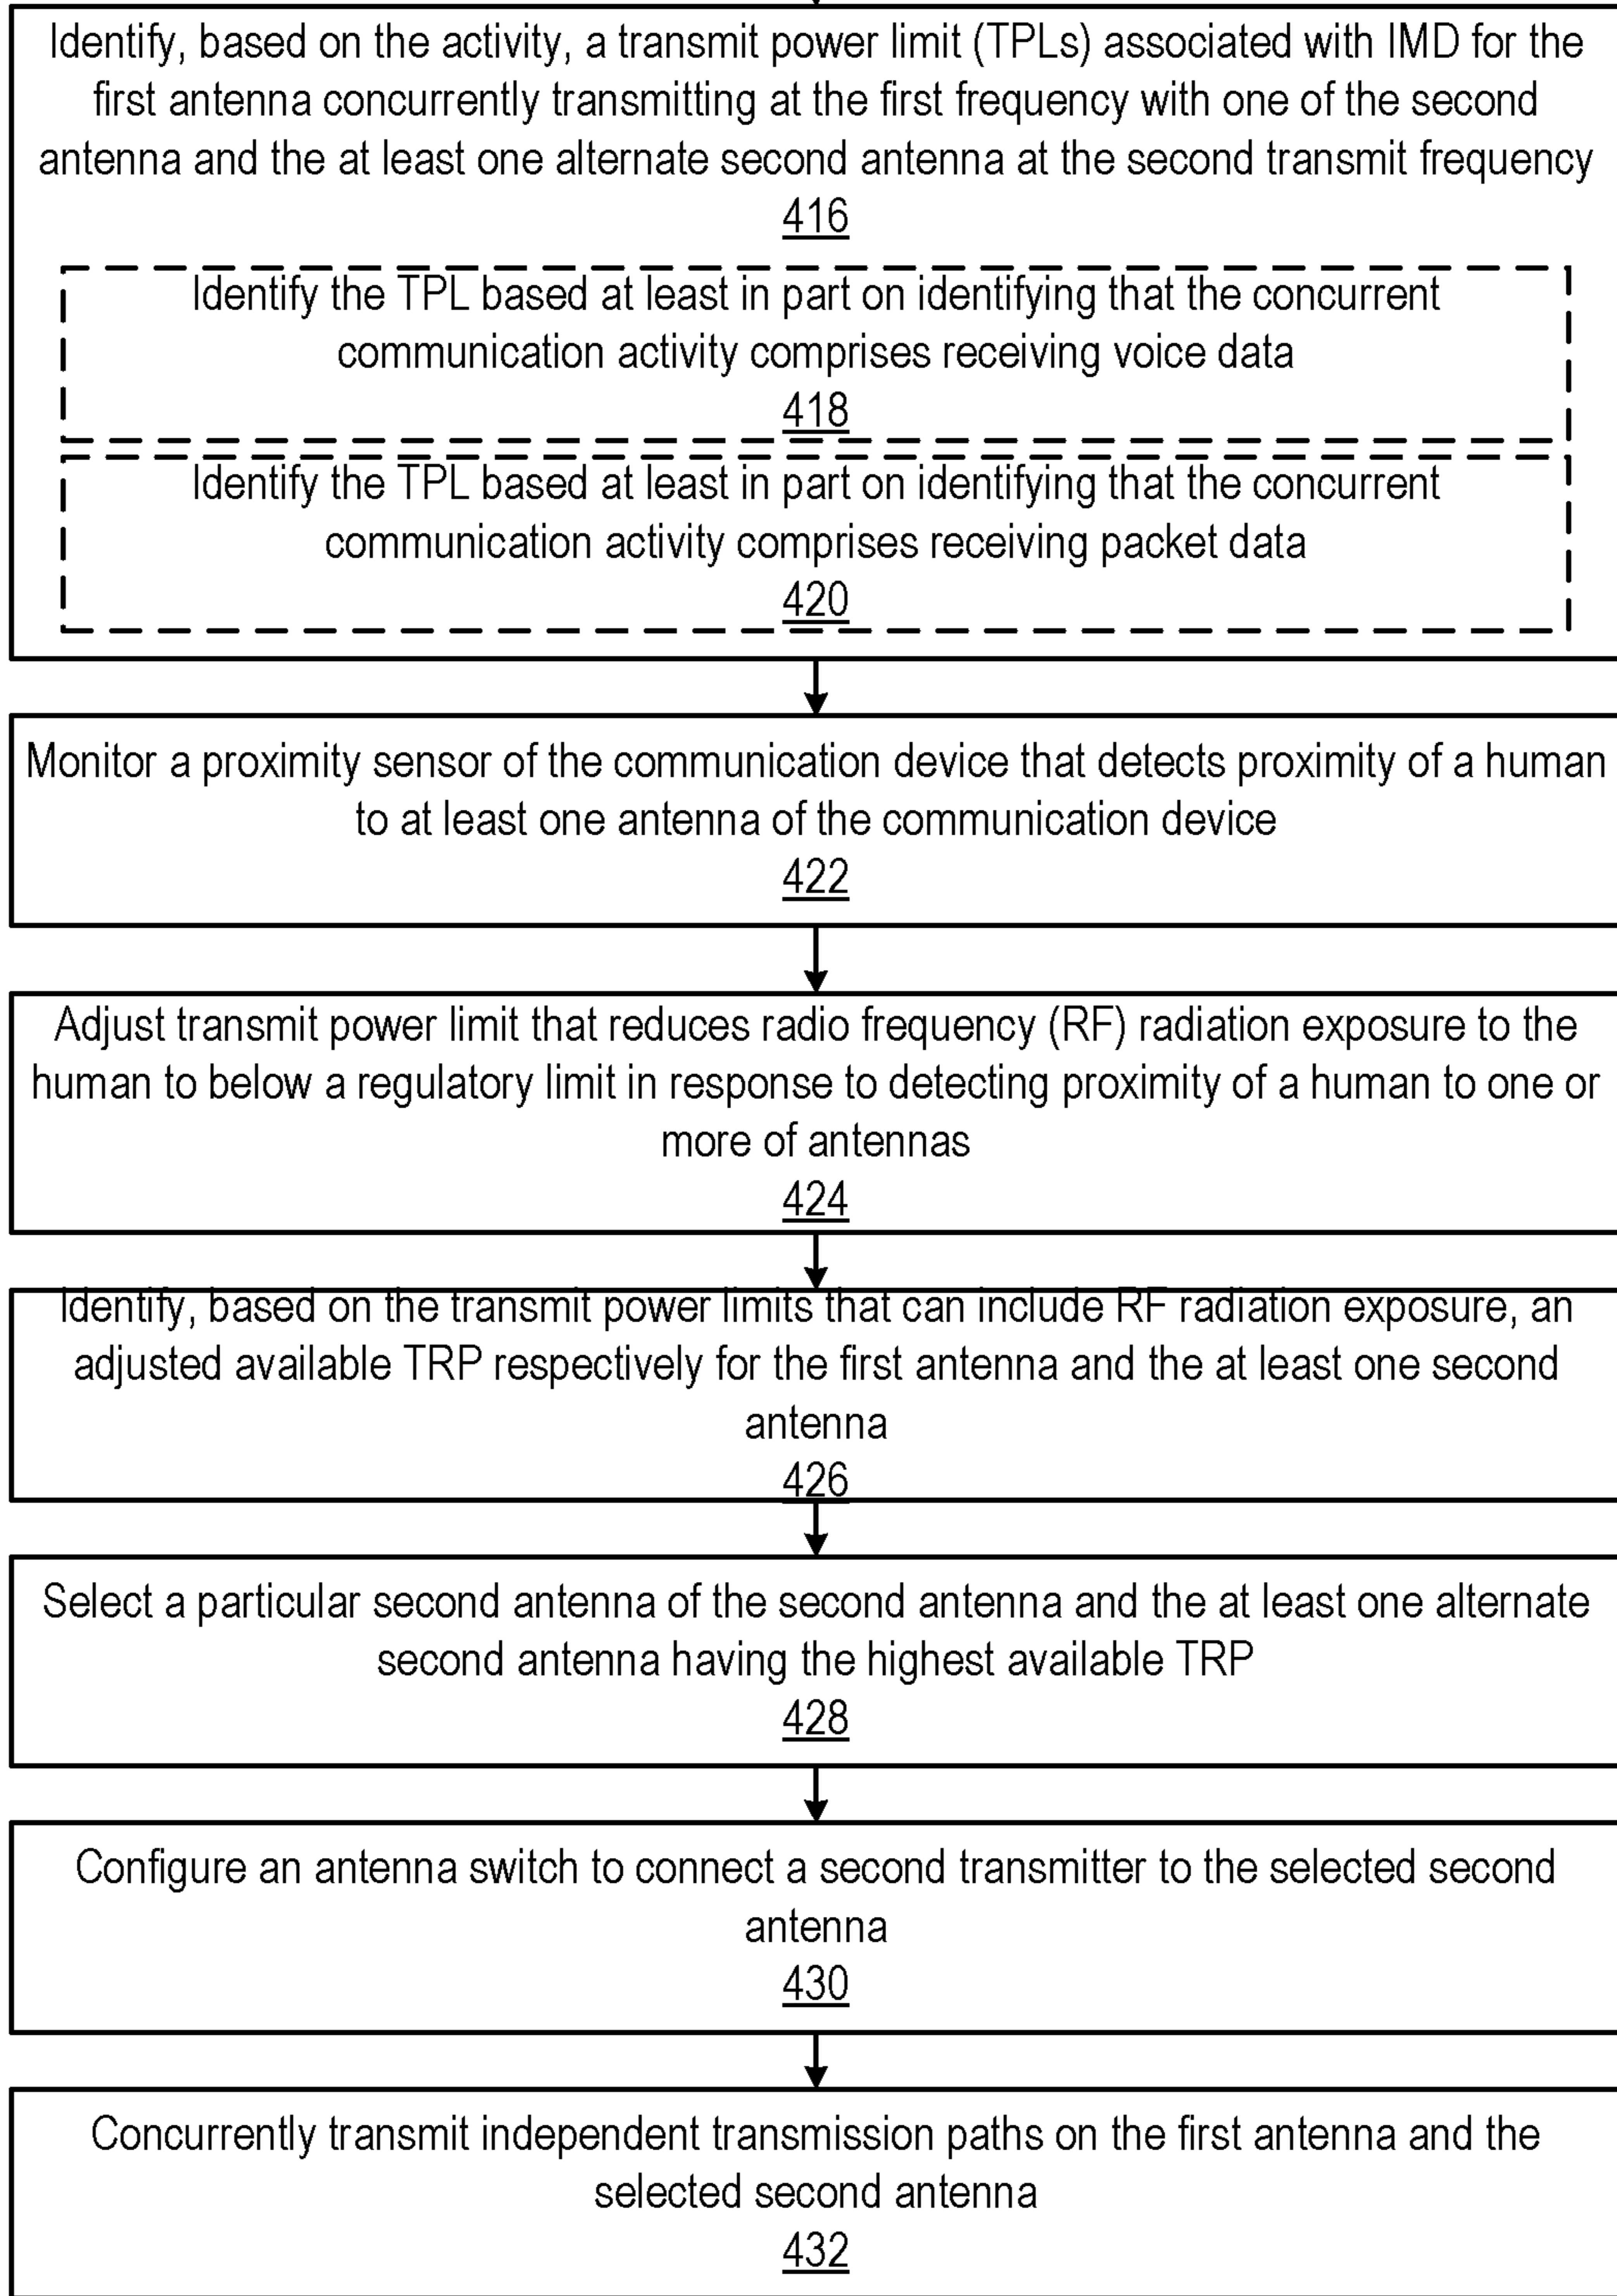 Identify, based on the activity, a transmit power limit (TPLs) associated with IMD for the
first antenna concurrently transmitting at the first frequency with one of the second
antenna and the at least one alternate second antenna at the second transmit frequency
416
Identify the TPL based at least in part on identifying that the concurrent
communication activity comprises receiving voice data
418
Identify the TPL based at least in part on identifying that the concurrent
communication activity comprises receiving packet data
420
Monitor a proximity sensor of the communication device that detects proximity of a human
to at least one antenna of the communication device
422
Adjust transmit power limit that reduces radio frequency (RF) radiation exposure to the
human to below a regulatory limit in response to detecting proximity of a human to one or
more of antennas
424
Identify, based on the transmit power limits that can include RF radiation exposure, an
adjusted available TRP respectively for the first antenna and the at least one second
antenna
426
Select a particular second antenna of the second antenna and the at least one alternate
second antenna having the highest available TRP
428
Configure an antenna switch to connect a second transmitter to the selected second
antenna
430
Concurrently transmit independent transmission paths on the first antenna and the
selected second antenna
432